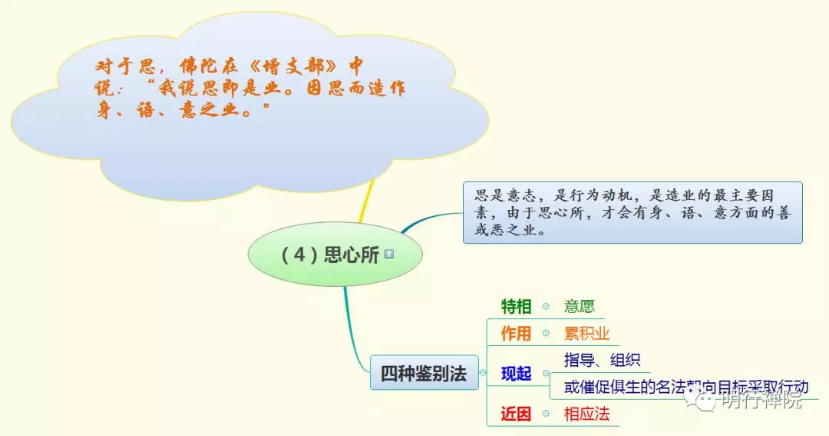 对于思，佛陀在《增支部》中
说：“我说思即是业。因思而造作
身、语、意之业。"
思是意志，是行为动机，是造业的最主要因
素，由于思心所，才会有身、语、意方面的善
或恶之业。
（4）思心所
四种鉴别法
特相 意愿
作用 累积业
现起 指导、组织
或催促俱生的名法朝向目标采取行动
近因 相应法
明行禅院